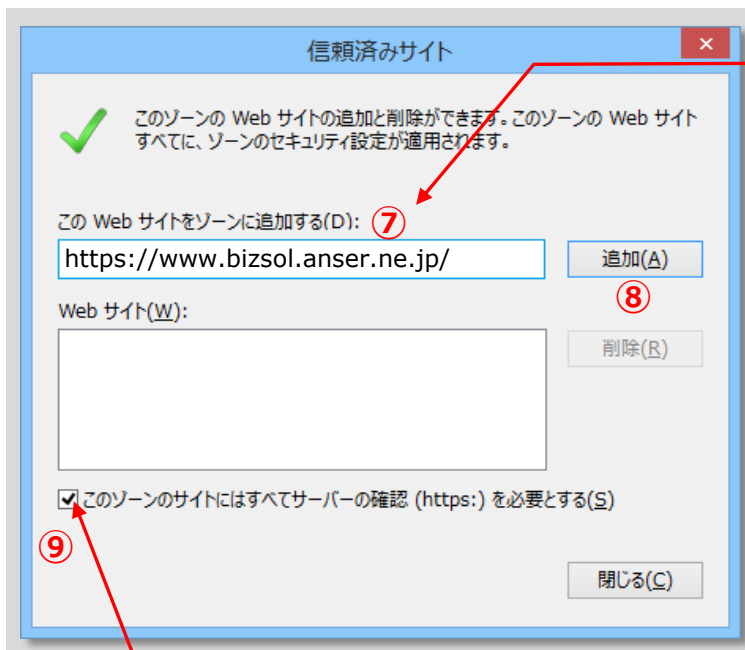 信頼済みサイト
×
このゾーンの Web サイトの追加と削除ができます。このゾーンの Web サイト
すべてに、ゾーンのセキュリティ設定が適用されます。
この Web サイトをゾーンに追加する(D): ⑦
https://www.bizsol.anser.ne.jp/
追加(A)
⑧
Web サイト(W):
削除(R)
このゾーンのサイトにはすべてサーバーの確認 (https:) を必要とする(S)
⑨
閉じる(C)